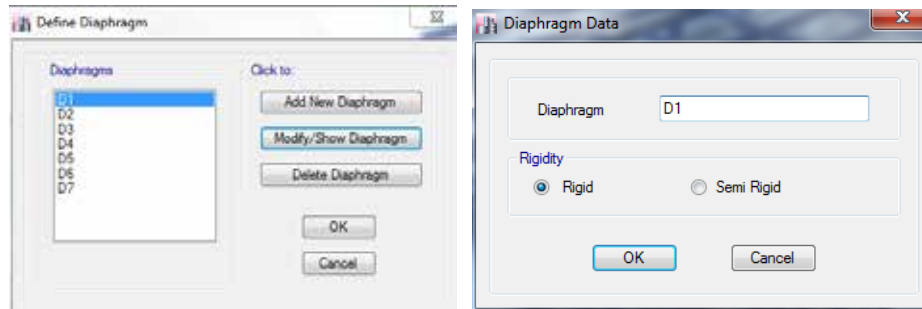 Define Diaphragm
Diaphragms
D1
D2
D3
D4
D5
D6
D7
Click to:
Add New Diaphragm
Modify/Show Diaphragm
Delete Diaphragm
OK
Cancel
Diaphragm Data
Diaphragm D1
Rigidity
Rigid Semi Rigid
OK Cancel